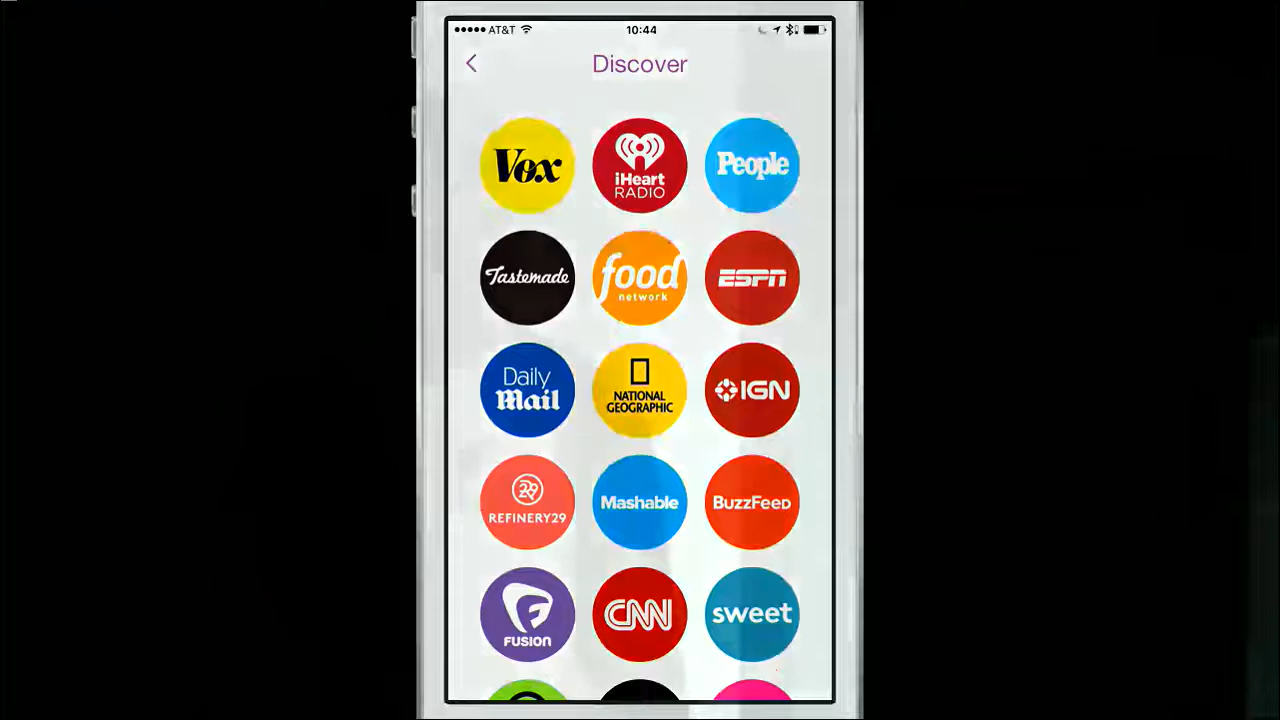 AT&T 10:44
Discover
Vox
iHeart
RADIO
People
Tastemade
food
network
ESPN
Daily
Mail
NATIONAL
GEOGRAPHIC
IGN
29
REFINERY29
Mashable
BuzzFeed
F
FUSION
CNN
sweet